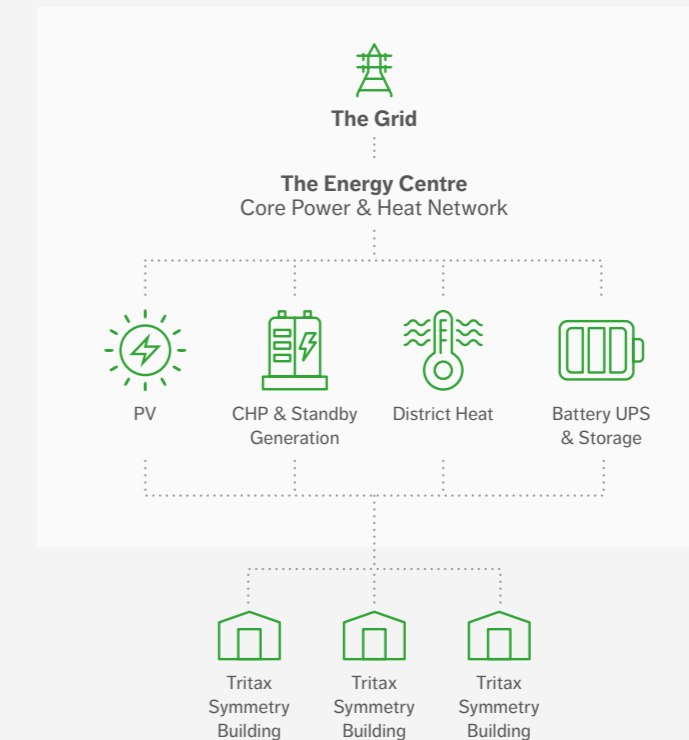 The Grid
The Energy Centre
Core Power & Heat Network
PV
CHP & Standby
Generation
District Heat
Battery UPS
& Storage
Tritax
Symmetry
Building
Tritax
Symmetry
Building
Tritax
Symmetry
Building